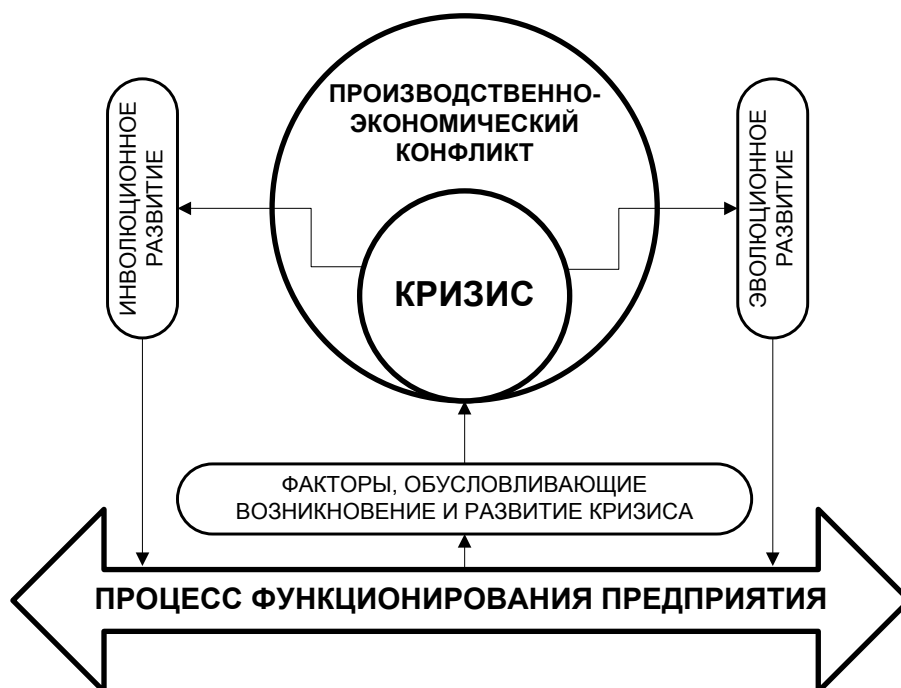 ПРОИЗВОДСТВЕННО-
ЭКОНОМИЧЕСКИЙ
КОНФЛИКТ
ИНВОЛЮЦИОННОЕ
РАЗВИТИЕ
КРИЗИС
ЭВОЛЮЦИОННОЕ
РАЗВИТИЕ
ФАКТОРЫ, ОБУСЛОВЛИВАЮЩИЕ
ВОЗНИКНОВЕНИЕ И РАЗВИТИЕ КРИЗИСА
ПРОЦЕСС ФУНКЦИОНИРОВАНИЯ ПРЕДПРИЯТИЯ